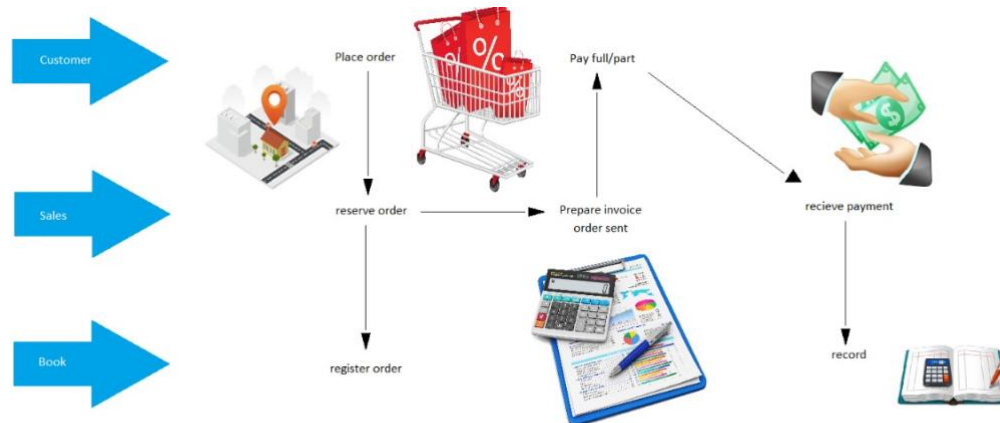 Customer
Place order
Pay full/part
Sales
reserve order
Prepare invoice
order sent
recieve payment
Book
register order
record